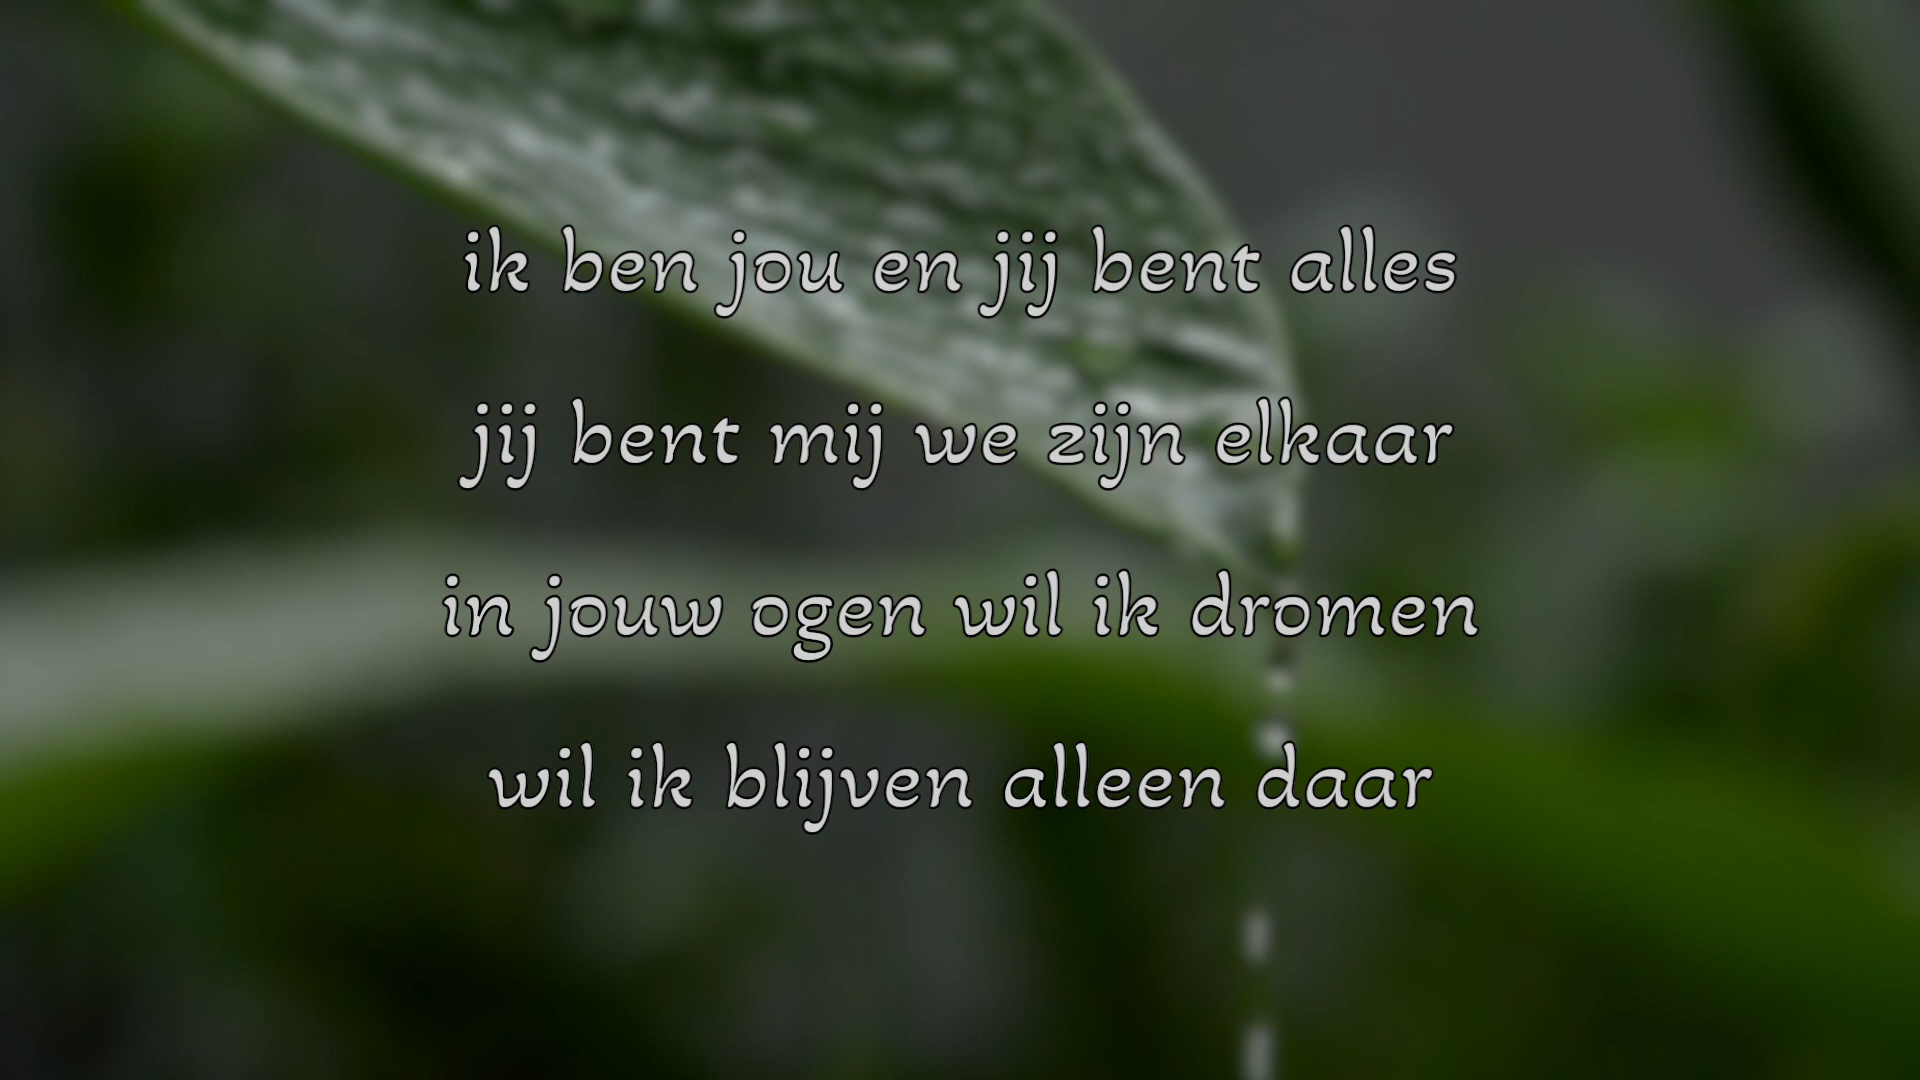 ik ben jou en jij bent alles
jij bent mij we zijn elkaar
in jouw ogen wil ik dromen
wil ik blijven alleen daar